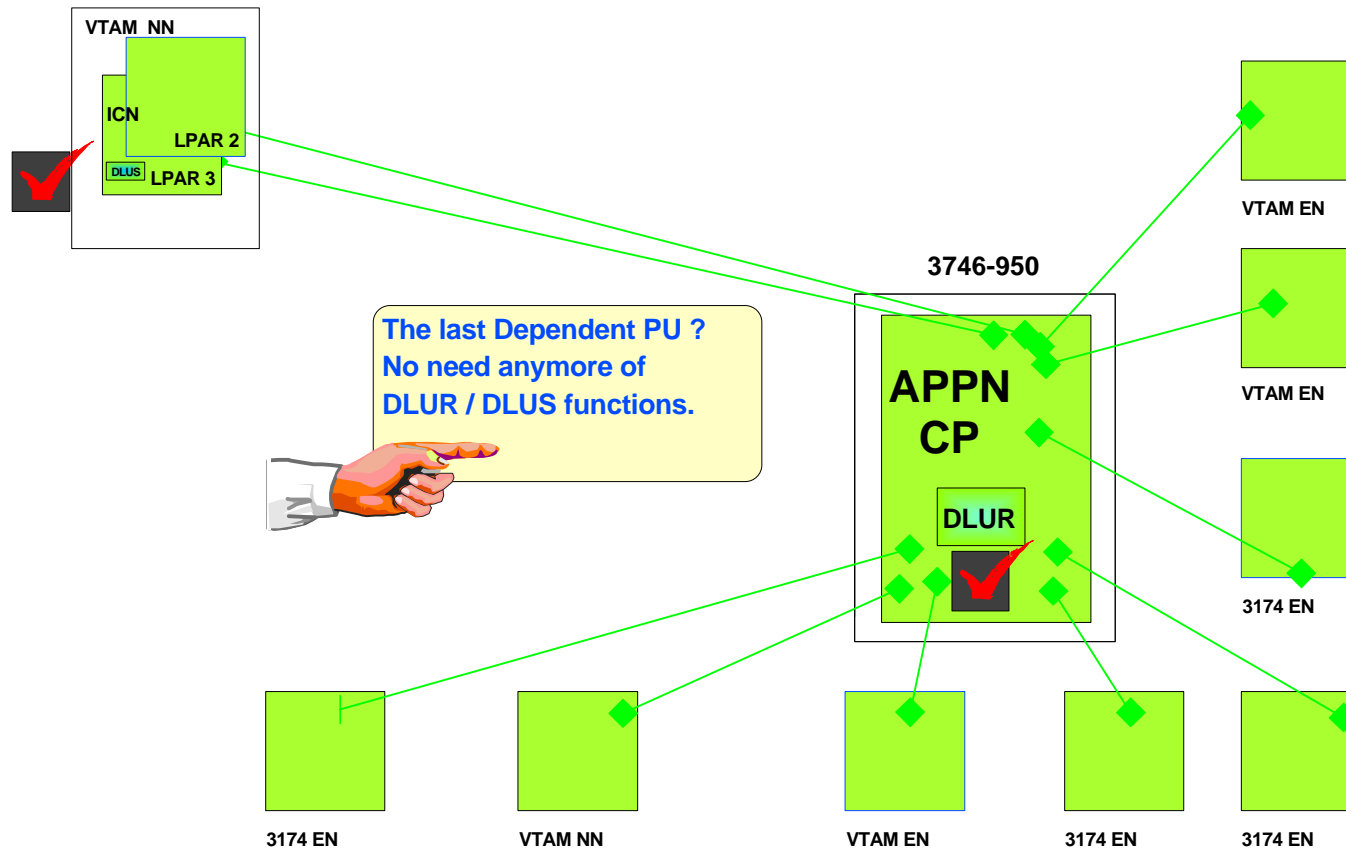 VTAM NN
ICN
LPAR 2
DLUS
LPAR 3
VTAM EN
3746-950
The last Dependent PU ?
No need anymore of
DLUR / DLUS functions.
APPN
CP
VTAM EN
DLUR
3174 EN
3174 EN
VTAM NN
VTAM EN
3174 EN
3174 EN